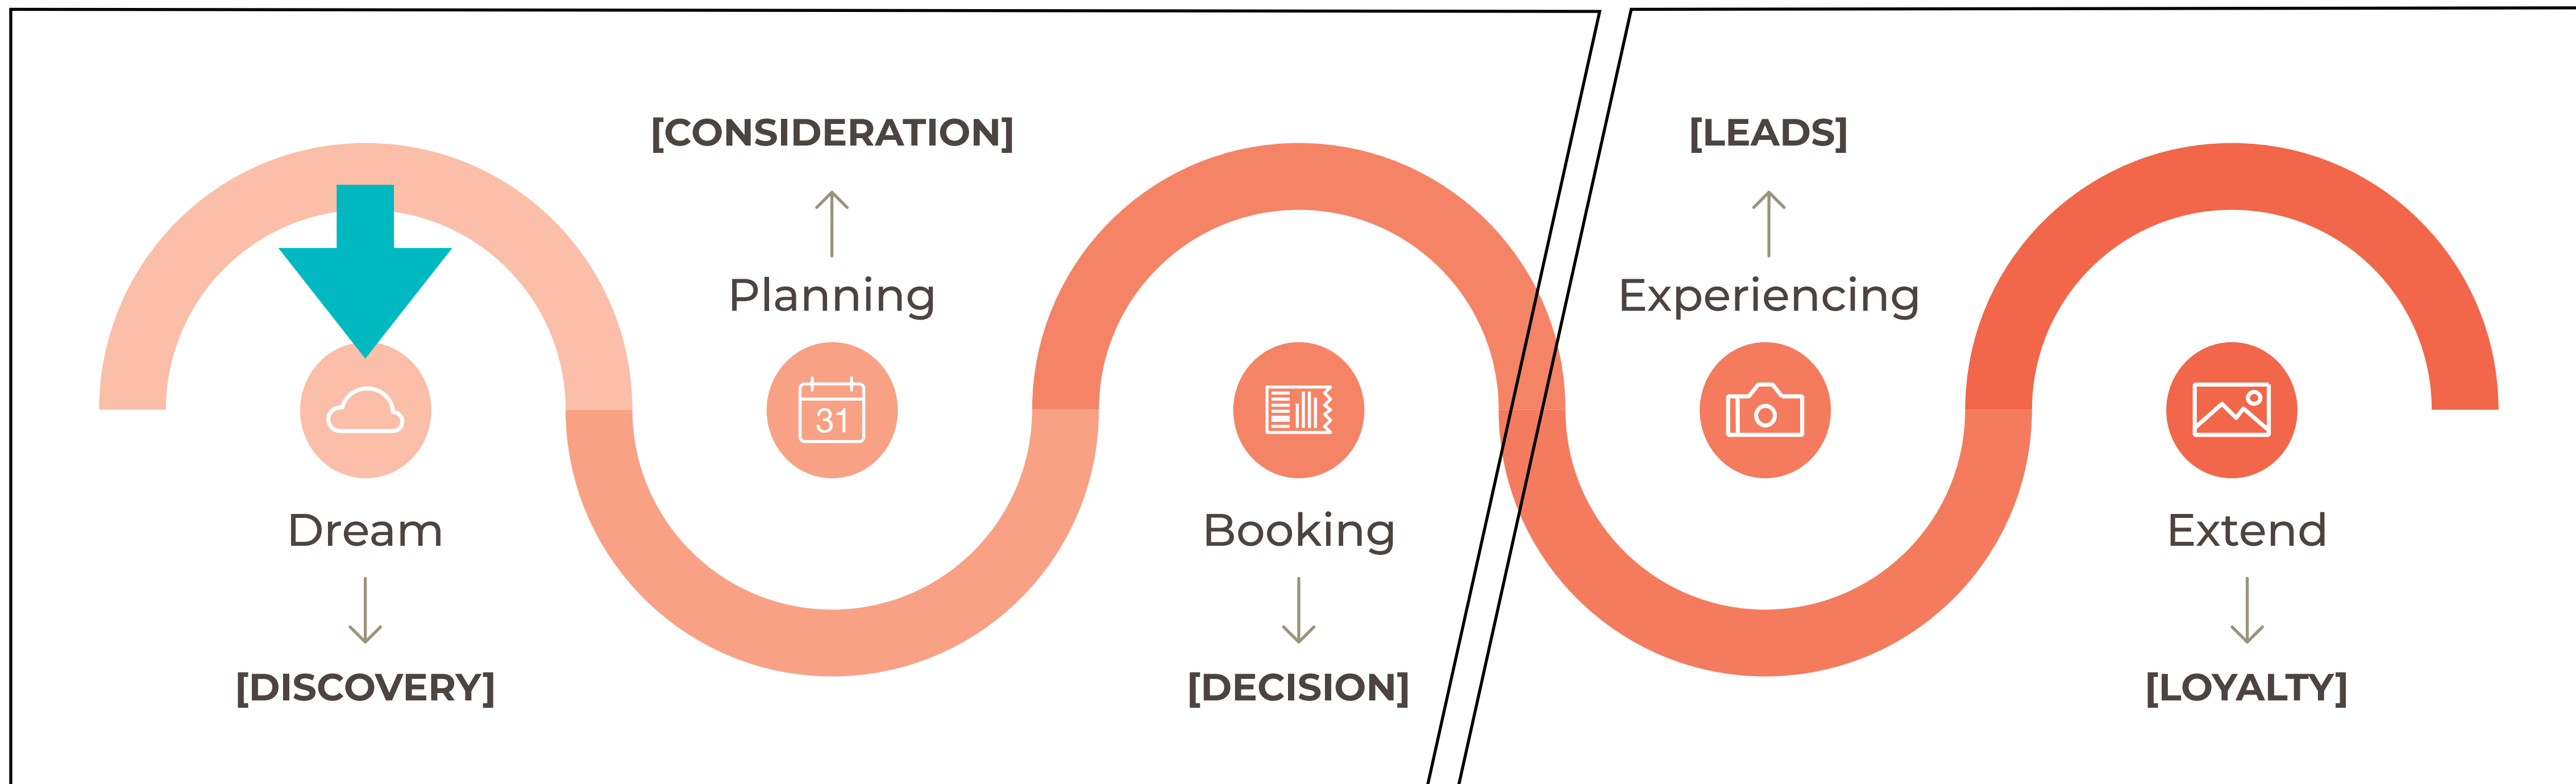 [CONSIDERATION]
[LEADS]
Planning
Experiencing
31
Dream
Booking
Extend
[DISCOVERY]
[DECISION]
[LOYALTY]